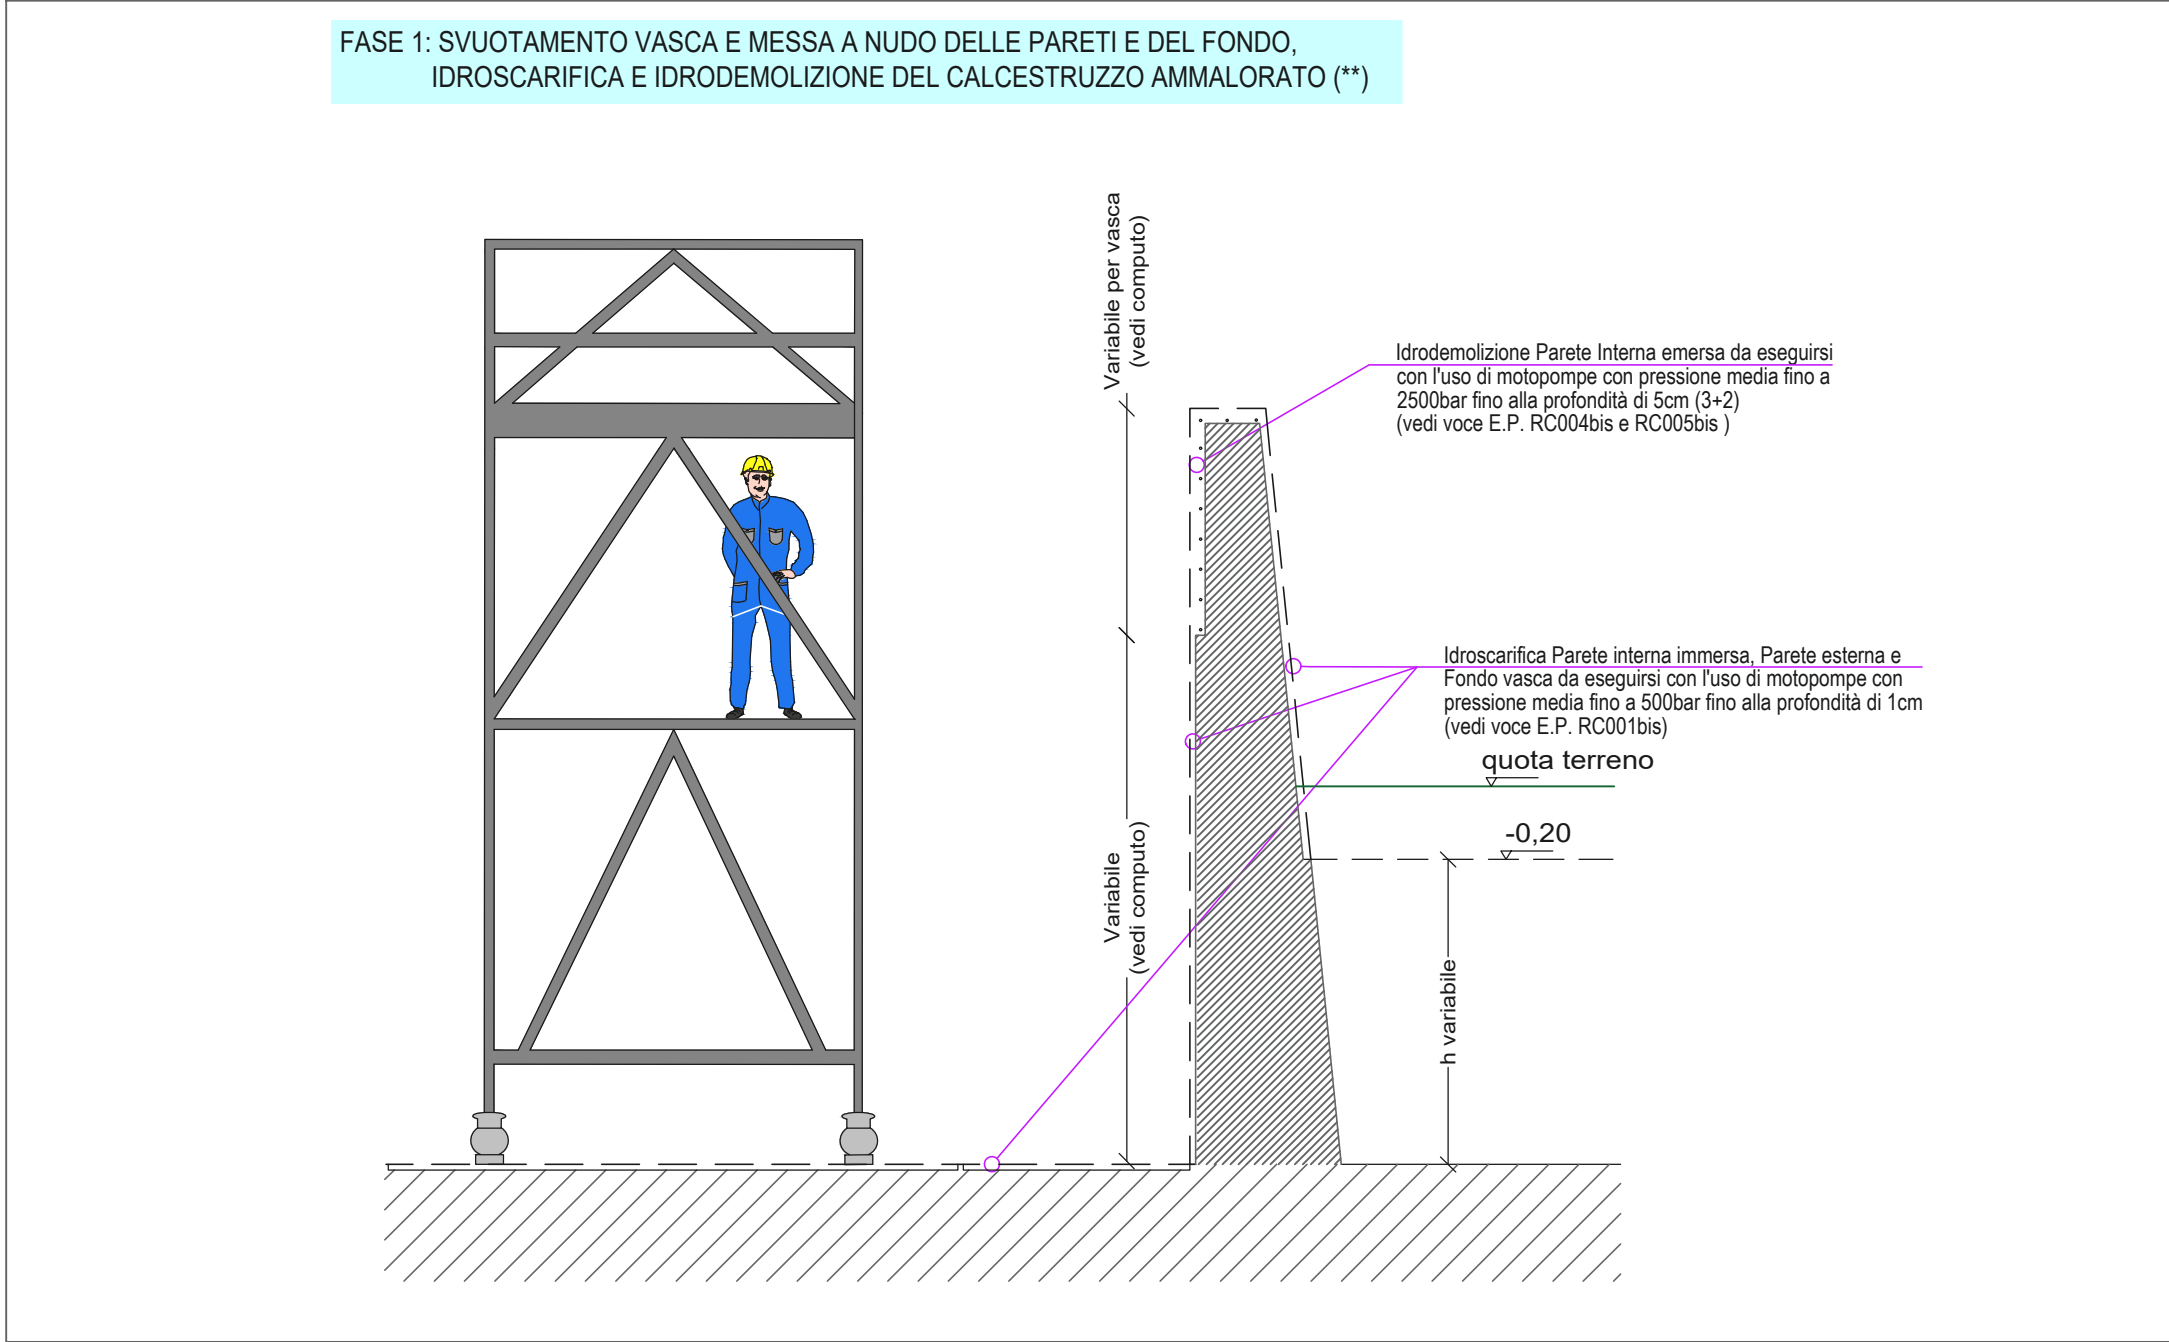 FASE 1: SVUOTAMENTO VASCA E MESSA A NUDO DELLE PARETI E DEL FONDO,
IDROSCARIFICA E IDRODEMOLIZIONE DEL CALCESTRUZZO AMMALORATO (**)
Variabile per vasca
(vedi computo)
Idrodemolizione Parete Interna emersa da eseguirsi
con l'uso di motopompe con pressione media fino a
2500bar fino alla profondità di 5cm (3+2)
(vedi voce E.P. RC004bis e RC005bis )
Idroscarifica Parete interna immersa, Parete esterna e
Fondo vasca da eseguirsi con l'uso di motopompe con
pressione media fino a 500bar fino alla profondità di 1cm
(vedi voce E.P. RC001bis)
quota terreno
-0,20
Variabile
(vedi computo)
h variabile